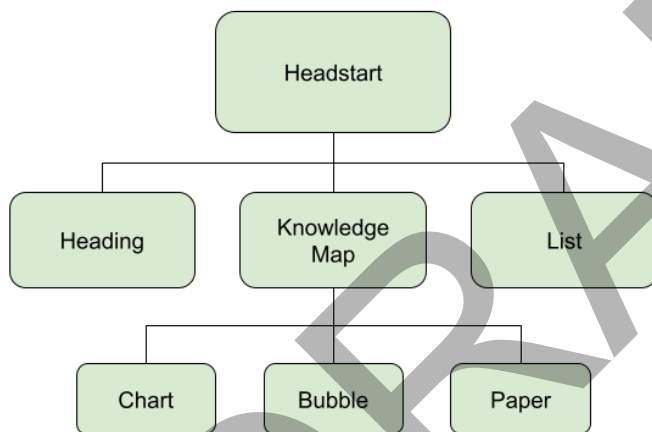 Headstart
Heading
Knowledge
Map
List
Chart
Bubble
Paper